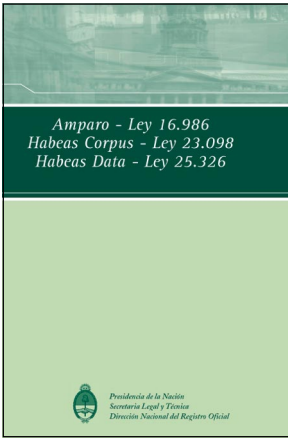 Amparo - Ley 16.986
Habeas Corpus - Ley 23.098
Habeas Data - Ley 25.326
Presidencia de la Nación
Secretaria Legal y Técnica
Dirección Nacional del Registro Oficial